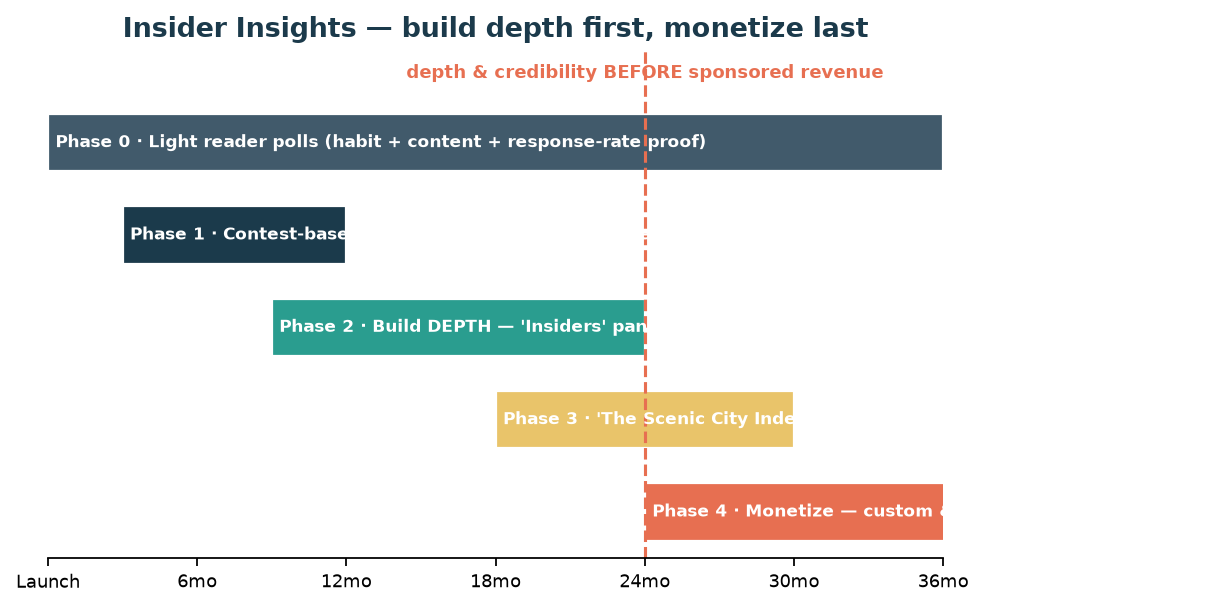 Insider Insights — build depth first, monetize last
depth & credibility BEFORE sponsored revenue
Phase 0 · Light reader polls (habit + content + response-rate proof)
Phase 1 · Contest-base
Phase 2 · Build DEPTH — 'Insiders' pan
Phase 3 · 'The Scenic City Inde
Phase 4 · Monetize — custom
Launch 6mo 12mo 18mo 24mo 30mo 36mo